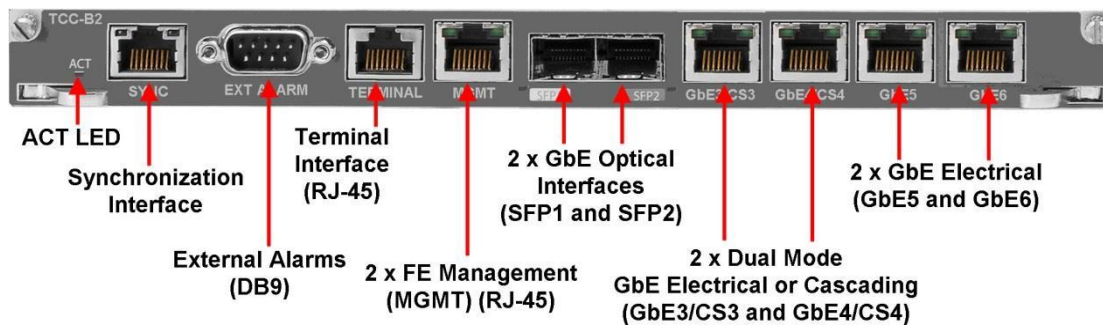 TCC-B2
ACT
SYNC
EXT ALARM
TERMINAL
MGMT
SFP1
SFP2
GbE3/CS3
GbE4/CS4
GbE5
GbE6
ACT LED
Synchronization
Interface
External Alarms
(DB9)
Terminal
Interface
(RJ-45)
2 x FE Management
(MGMT) (RJ-45)
2 x GbE Optical
Interfaces
(SFP1 and SFP2)
2 x Dual Mode
GbE Electrical or Cascading
(GbE3/CS3 and GbE4/CS4)
2 x GbE Electrical
(GbE5 and GbE6)